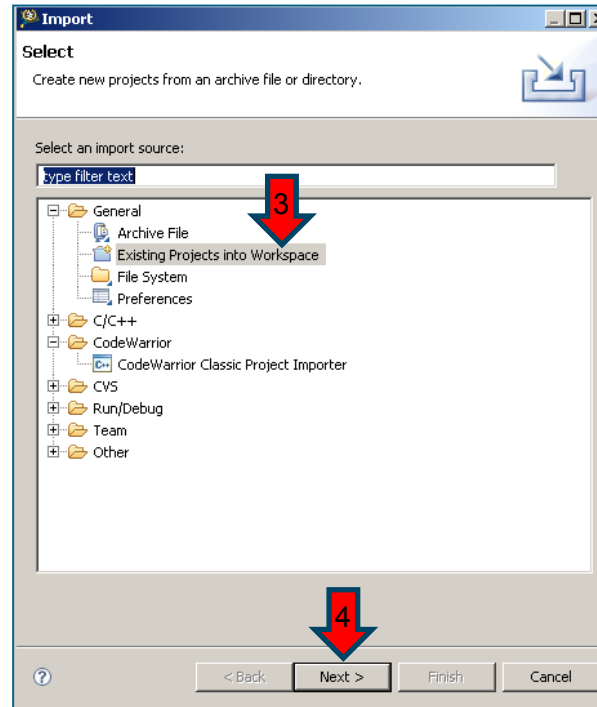 Import
Select
Create new projects from an archive file or directory.
Select an import source:
type filter text
3
General
Archive File
Existing Projects into Workspace
File System
Preferences
C/C++
CodeWarrior
C++ CodeWarrior Classic Project Importer
CVS
Run/Debug
Team
Other
4
? < Back Next > Finish Cancel